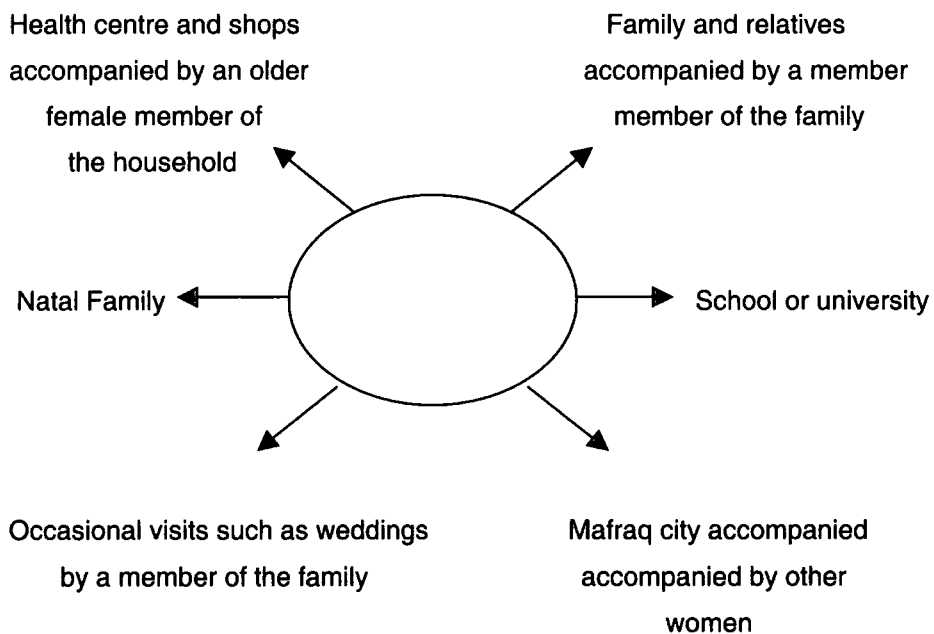 Health centre and shops
accompanied by an older
female member of
the household
Family and relatives
accompanied by a member
member of the family
Natal Family
School or university
Occasional visits such as weddings
by a member of the family
Mafraq city accompanied
accompanied by other
women